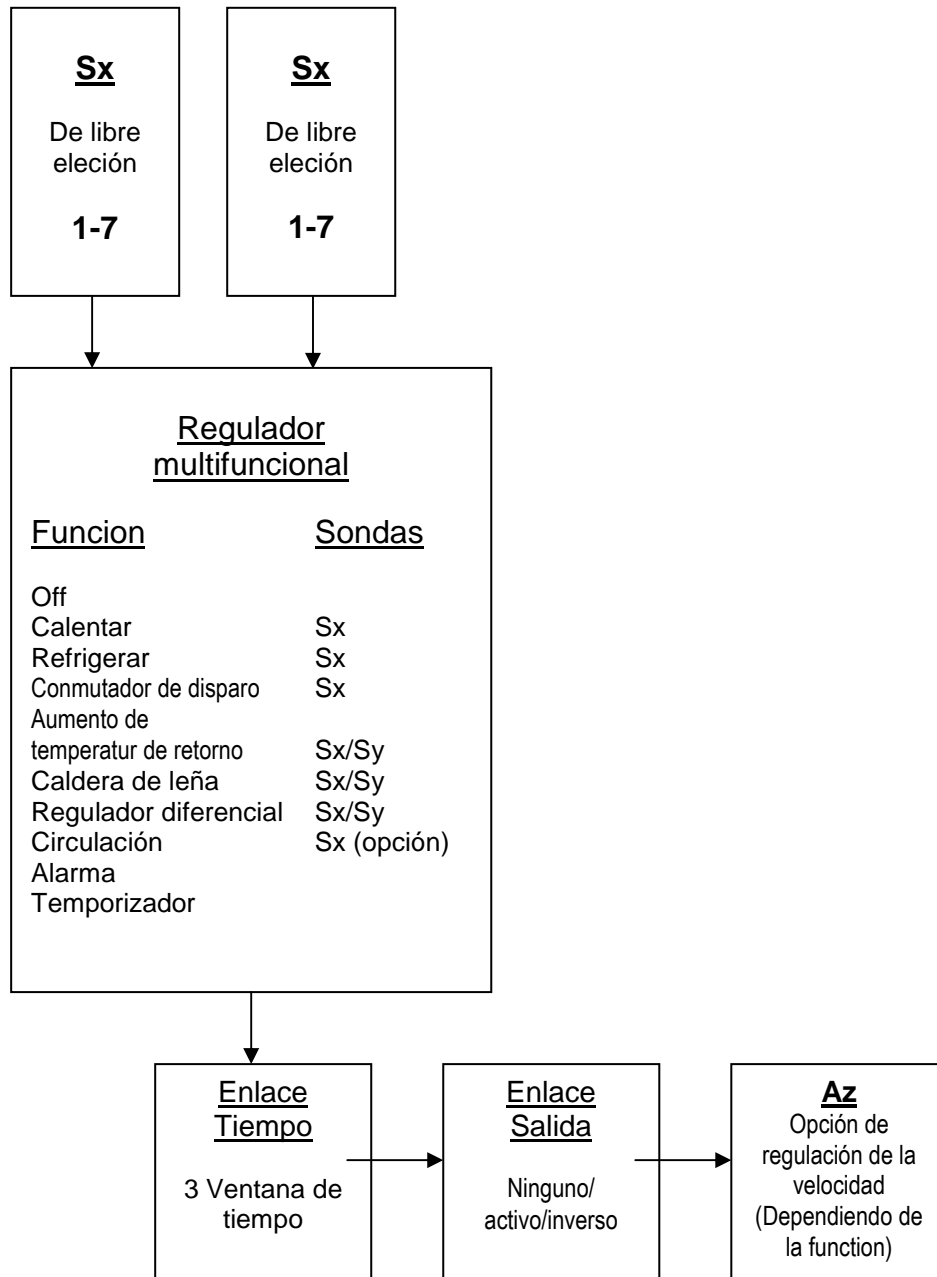 Sx
De libre
eleción
1-7
Sx
De libre
eleción
1-7
Regulador
multifuncional
Funcion Sondas
Off
Calentar Sx
Refrigerar Sx
Conmutador de disparo Sx
Aumento de
temperatur de retorno Sx/Sy
Caldera de leña Sx/Sy
Regulador diferencial Sx/Sy
Circulación Sx (opción)
Alarma
Temporizador
Enlace
Tiempo
3 Ventana de
tiempo
Enlace
Salida
Ninguno/
activo/inverso
Az
Opción de
regulación de la
velocidad
(Dependiendo de
la function)